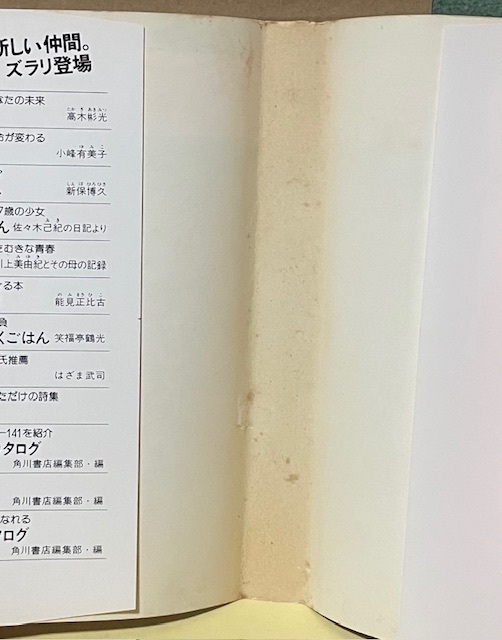 新しい仲間。
ズラリ登場
なたの未来
高木彬光
が変わる
小峰有美子
新保博久
7歳の少女
ん 佐々木己紀の日記より
むきな青春
川上美由紀とその母の記録
る本
能見正比古
負
くごはん 笑福亭鶴光
氏推薦
はざま武司
ただけの詩集
ー141を紹介
タログ
角川書店編集部・編
角川書店編集部・編
なれる
タログ
角川書店編集部・編